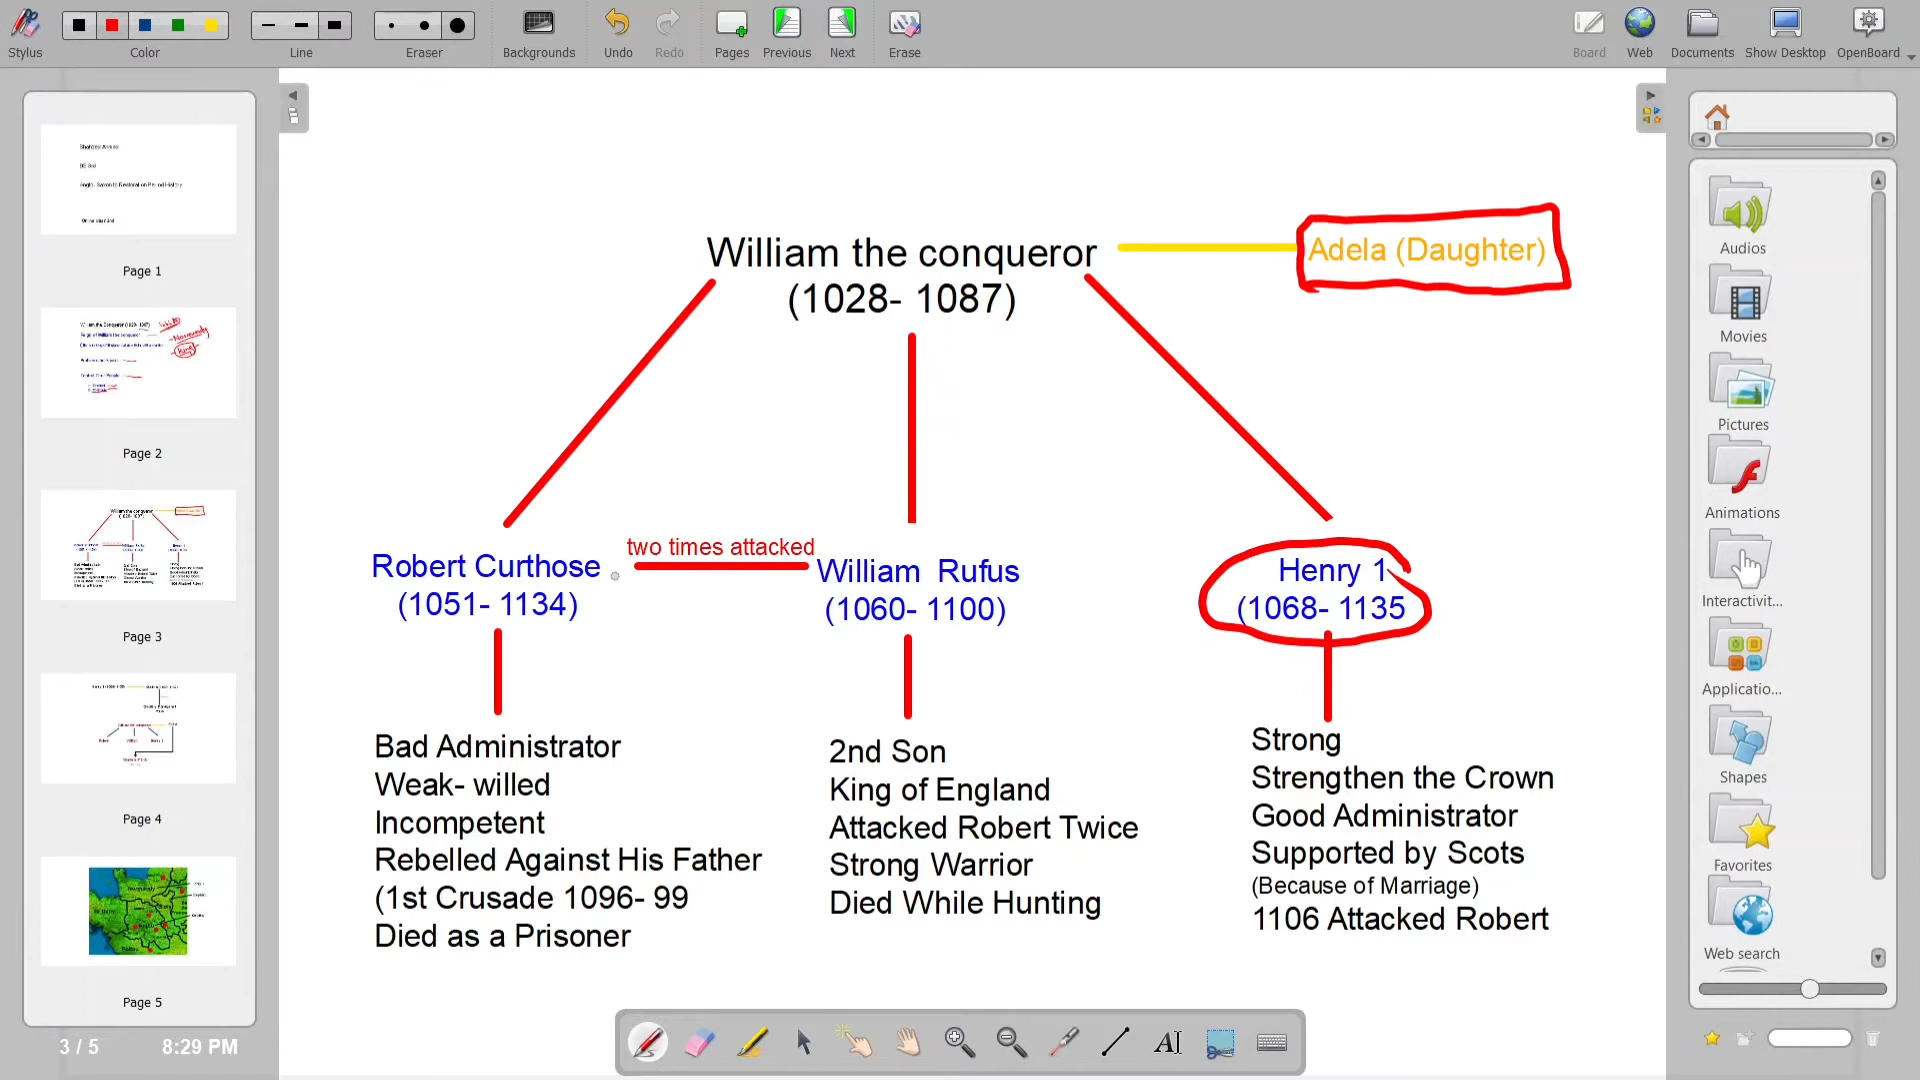 Stylus
Color
Line
Eraser
Backgrounds
Undo
Redo
Pages
Previous
Next
Erase
Board
Web
Documents
Show Desktop
OpenBoard
Page 1
Page 2
Page 3
Page 4
Page 5
3 / 5
8:29 PM
William the conqueror
(1028- 1087)
Adela (Daughter)
two times attacked
Robert Curthose
(1051- 1134)
William Rufus
(1060- 1100)
Henry 1
(1068- 1135
Bad Administrator
Weak- willed
Incompetent
Rebelled Against His Father
(1st Crusade 1096- 99
Died as a Prisoner
2nd Son
King of England
Attacked Robert Twice
Strong Warrior
Died While Hunting
Strong
Strengthen the Crown
Good Administrator
Supported by Scots
(Because of Marriage)
1106 Attacked Robert
Audios
Movies
Pictures
Animations
Interactivit...
Applicatio...
Shapes
Favorites
Web search